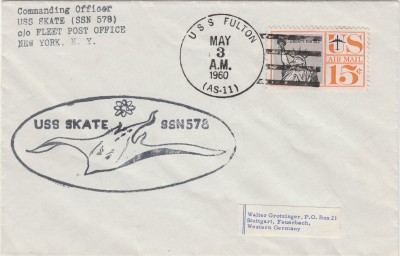 Commanding Officer
USS SKATE (SSN 578)
c/o FLEET POST OFFICE
NEW YORK. N. Y.
USS FULTON
MAY
3
A.M.
1960
(AS-11)
US
AIR MAIL
15¢
USS SKATE SSN578
Walter Grotzinger, P.O. Box 21
Stuttgart, Feuerbach,
Western Germany